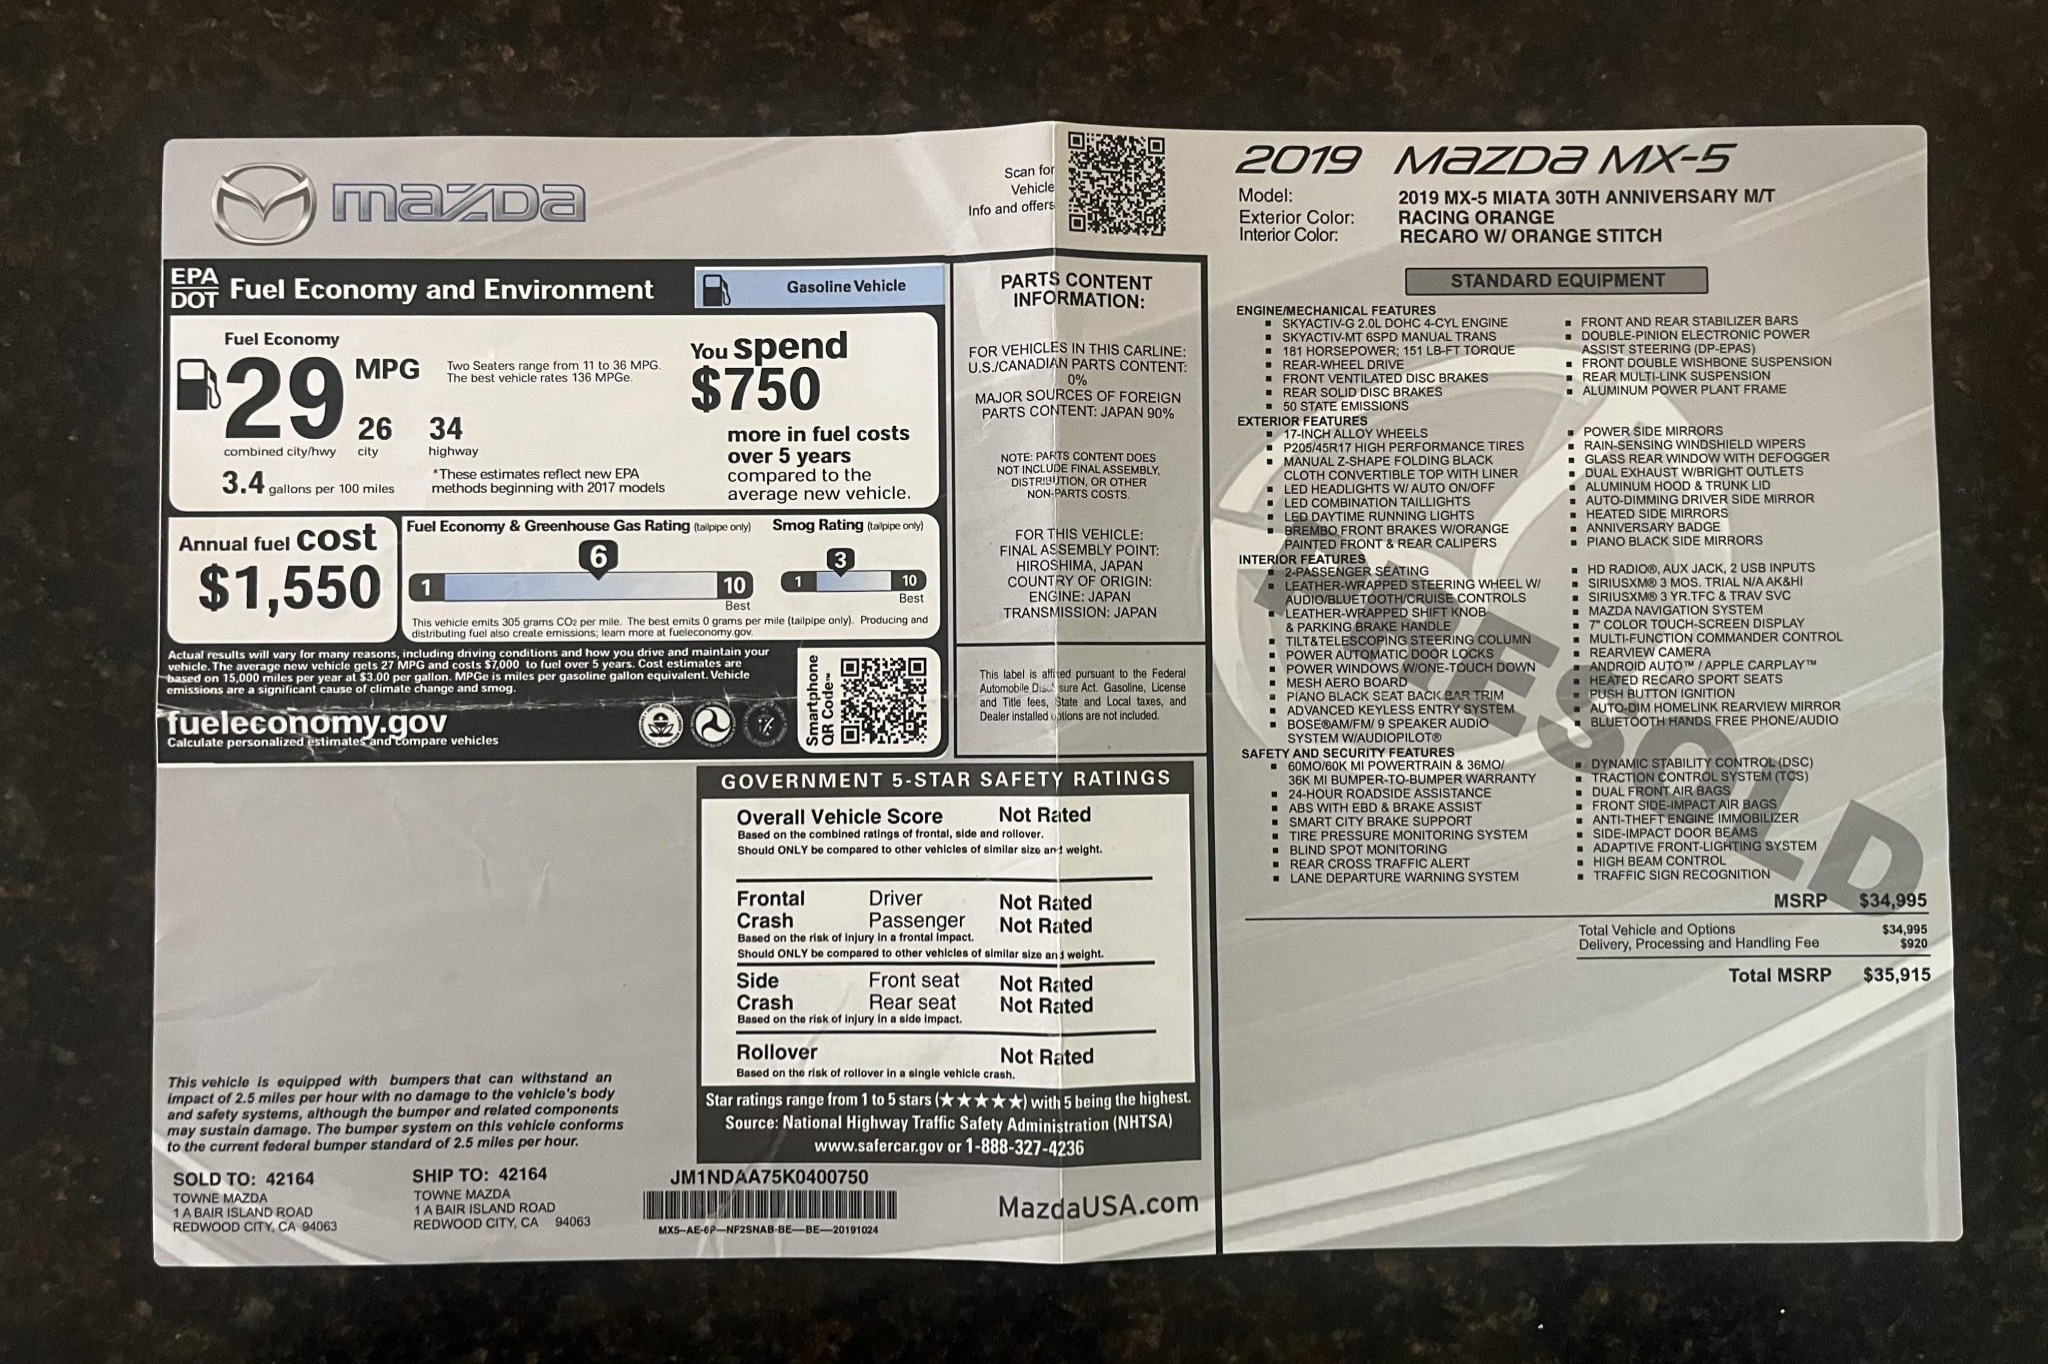 mazda
Scan for
Vehicle
Info and offers
EPA
DOT
Fuel Economy and Environment
Gasoline Vehicle
Fuel Economy
29 MPG
Two Seaters range from 11 to 36 MPG.
The best vehicle rates 136 MPGe.
26 34
combined city/hwy city highway
3.4 gallons per 100 miles
*These estimates reflect new EPA
methods beginning with 2017 models
You spend
$750
more in fuel costs
over 5 years
compared to the
average new vehicle.
Annual fuel cost
$1,550
Fuel Economy & Greenhouse Gas Rating (tailpipe only)
6
1 10
Best
Smog Rating (tailpipe only)
3
1 10
Best
This vehicle emits 305 grams CO2 per mile. The best emits 0 grams per mile (tailpipe only). Producing and
distributing fuel also create emissions; learn more at fueleconomy.gov.
Actual results will vary for many reasons, including driving conditions and how you drive and maintain your
vehicle. The average new vehicle gets 27 MPG and costs $7,000 to fuel over 5 years. Cost estimates are
based on 15,000 miles per year at $3.00 per gallon. MPGe is miles per gasoline gallon equivalent. Vehicle
emissions are a significant cause of climate change and smog.
fueleconomy.gov
Calculate personalized estimates and compare vehicles
Smartphone
QR Code™
PARTS CONTENT
INFORMATION:
FOR VEHICLES IN THIS CARLINE:
U.S./CANADIAN PARTS CONTENT:
0%
MAJOR SOURCES OF FOREIGN
PARTS CONTENT: JAPAN 90%
NOTE: PARTS CONTENT DOES
NOT INCLUDE FINAL ASSEMBLY,
DISTRIBUTION, OR OTHER
NON-PARTS COSTS.
FOR THIS VEHICLE:
FINAL ASSEMBLY POINT:
HIROSHIMA, JAPAN
COUNTRY OF ORIGIN:
ENGINE: JAPAN
TRANSMISSION: JAPAN
This label is affixed pursuant to the Federal
Automobile Disclosure Act. Gasoline, License
and Title fees, State and Local taxes, and
Dealer installed options are not included.
GOVERNMENT 5-STAR SAFETY RATINGS
Overall Vehicle Score Not Rated
Based on the combined ratings of frontal, side and rollover.
Should ONLY be compared to other vehicles of similar size and weight.
Frontal Driver Not Rated
Crash Passenger Not Rated
Based on the risk of injury in a frontal impact.
Should ONLY be compared to other vehicles of similar size and weight.
Side Front seat Not Rated
Crash Rear seat Not Rated
Based on the risk of injury in a side impact.
Rollover Not Rated
Based on the risk of rollover in a single vehicle crash.
Star ratings range from 1 to 5 stars (★★★★★) with 5 being the highest.
Source: National Highway Traffic Safety Administration (NHTSA)
www.safercar.gov or 1-888-327-4236
This vehicle is equipped with bumpers that can withstand an
impact of 2.5 miles per hour with no damage to the vehicle's body
and safety systems, although the bumper and related components
may sustain damage. The bumper system on this vehicle conforms
to the current federal bumper standard of 2.5 miles per hour.
SOLD TO: 42164
TOWNE MAZDA
1 A BAIR ISLAND ROAD
REDWOOD CITY, CA 94063
SHIP TO: 42164
TOWNE MAZDA
1 A BAIR ISLAND ROAD
REDWOOD CITY, CA 94063
JM1NDAA75K0400750
MX5-AE-6P-NF2SNAB-BE-BE-20191024
MazdaUSA.com
2019 Mazda MX-5
Model: 2019 MX-5 MIATA 30TH ANNIVERSARY M/T
Exterior Color: RACING ORANGE
Interior Color: RECARO W/ ORANGE STITCH
STANDARD EQUIPMENT
ENGINE/MECHANICAL FEATURES
▪ SKYACTIV-G 2.0L DOHC 4-CYL ENGINE
▪ SKYACTIV-MT 6SPD MANUAL TRANS
▪ 181 HORSEPOWER; 151 LB-FT TORQUE
▪ REAR-WHEEL DRIVE
▪ FRONT VENTILATED DISC BRAKES
▪ REAR SOLID DISC BRAKES
▪ 50 STATE EMISSIONS
▪ FRONT AND REAR STABILIZER BARS
▪ DOUBLE-PINION ELECTRONIC POWER
ASSIST STEERING (DP-EPAS)
▪ FRONT DOUBLE WISHBONE SUSPENSION
▪ REAR MULTI-LINK SUSPENSION
▪ ALUMINUM POWER PLANT FRAME
EXTERIOR FEATURES
▪ 17-INCH ALLOY WHEELS
▪ P205/45R17 HIGH PERFORMANCE TIRES
▪ MANUAL Z-SHAPE FOLDING BLACK
CLOTH CONVERTIBLE TOP WITH LINER
▪ LED HEADLIGHTS W/ AUTO ON/OFF
▪ LED COMBINATION TAILLIGHTS
▪ LED DAYTIME RUNNING LIGHTS
▪ BREMBO FRONT BRAKES W/ORANGE
PAINTED FRONT & REAR CALIPERS
▪ POWER SIDE MIRRORS
▪ RAIN-SENSING WINDSHIELD WIPERS
▪ GLASS REAR WINDOW WITH DEFOGGER
▪ DUAL EXHAUST W/BRIGHT OUTLETS
▪ ALUMINUM HOOD & TRUNK LID
▪ AUTO-DIMMING DRIVER SIDE MIRROR
▪ HEATED SIDE MIRRORS
▪ ANNIVERSARY BADGE
▪ PIANO BLACK SIDE MIRRORS
INTERIOR FEATURES
▪ 2-PASSENGER SEATING
▪ LEATHER-WRAPPED STEERING WHEEL W/
AUDIO/BLUETOOTH/CRUISE CONTROLS
▪ LEATHER-WRAPPED SHIFT KNOB
& PARKING BRAKE HANDLE
▪ TILT&TELESCOPING STEERING COLUMN
▪ POWER AUTOMATIC DOOR LOCKS
▪ POWER WINDOWS W/ONE-TOUCH DOWN
▪ MESH AERO BOARD
▪ PIANO BLACK SEAT BACK BAR TRIM
▪ ADVANCED KEYLESS ENTRY SYSTEM
▪ BOSE®AM/FM/ 9 SPEAKER AUDIO
SYSTEM W/AUDIOPILOT®
▪ HD RADIO®, AUX JACK, 2 USB INPUTS
▪ SIRIUSXM® 3 MOS. TRIAL N/A AK&HI
▪ SIRIUSXM® 3 YR.TFC & TRAV SVC
▪ MAZDA NAVIGATION SYSTEM
▪ 7" COLOR TOUCH-SCREEN DISPLAY
▪ MULTI-FUNCTION COMMANDER CONTROL
▪ REARVIEW CAMERA
▪ ANDROID AUTO™ / APPLE CARPLAY™
▪ HEATED RECARO SPORT SEATS
▪ PUSH BUTTON IGNITION
▪ AUTO-DIM HOMELINK REARVIEW MIRROR
▪ BLUETOOTH HANDS FREE PHONE/AUDIO
SAFETY AND SECURITY FEATURES
▪ 60MO/60K MI POWERTRAIN & 36MO/
36K MI BUMPER-TO-BUMPER WARRANTY
▪ 24-HOUR ROADSIDE ASSISTANCE
▪ ABS WITH EBD & BRAKE ASSIST
▪ SMART CITY BRAKE SUPPORT
▪ TIRE PRESSURE MONITORING SYSTEM
▪ BLIND SPOT MONITORING
▪ REAR CROSS TRAFFIC ALERT
▪ LANE DEPARTURE WARNING SYSTEM
▪ DYNAMIC STABILITY CONTROL (DSC)
▪ TRACTION CONTROL SYSTEM (TCS)
▪ DUAL FRONT AIR BAGS
▪ FRONT SIDE-IMPACT AIR BAGS
▪ ANTI-THEFT ENGINE IMMOBILIZER
▪ SIDE-IMPACT DOOR BEAMS
▪ ADAPTIVE FRONT-LIGHTING SYSTEM
▪ HIGH BEAM CONTROL
▪ TRAFFIC SIGN RECOGNITION
PRESOLD
MSRP $34,995
Total Vehicle and Options $34,995
Delivery, Processing and Handling Fee $920
Total MSRP $35,915